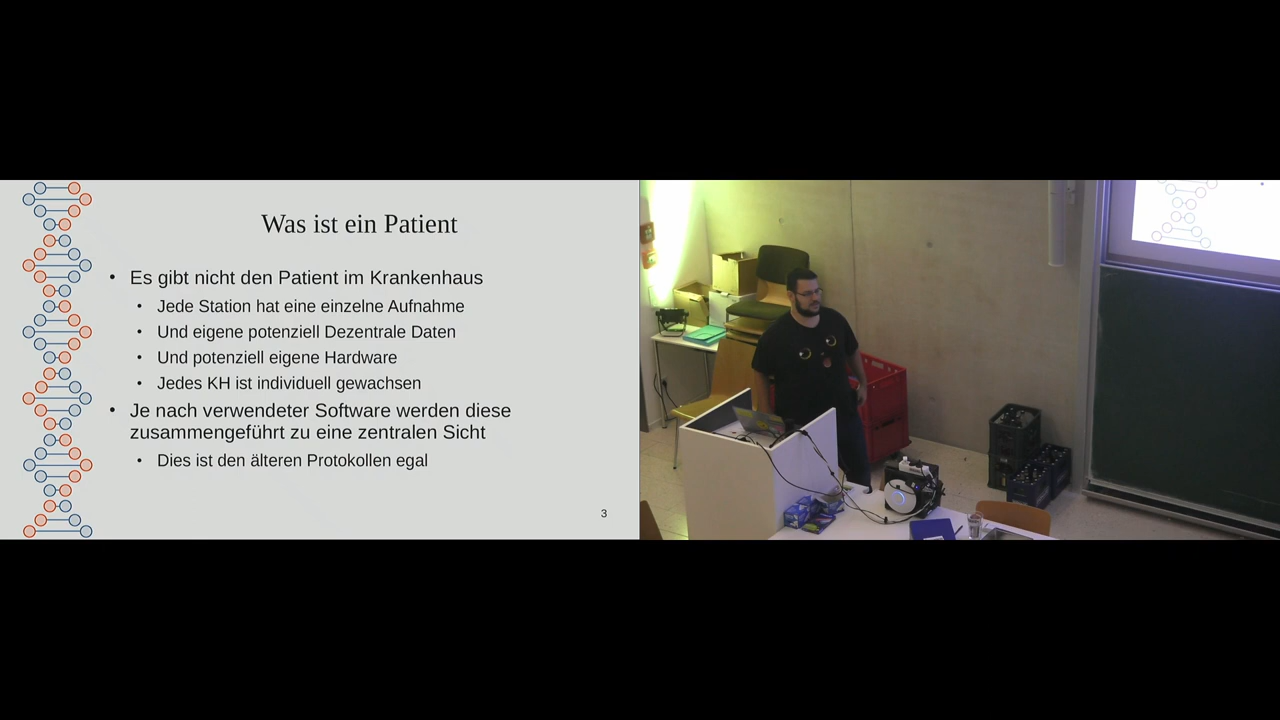 Was ist ein Patient
• Es gibt nicht den Patient im Krankenhaus
• Jede Station hat eine einzelne Aufnahme
• Und eigene potenziell Dezentrale Daten
• Und potenziell eigene Hardware
• Jedes KH ist individuell gewachsen
• Je nach verwendeter Software werden diese
zusammengeführt zu eine zentralen Sicht
• Dies ist den älteren Protokollen egal
3